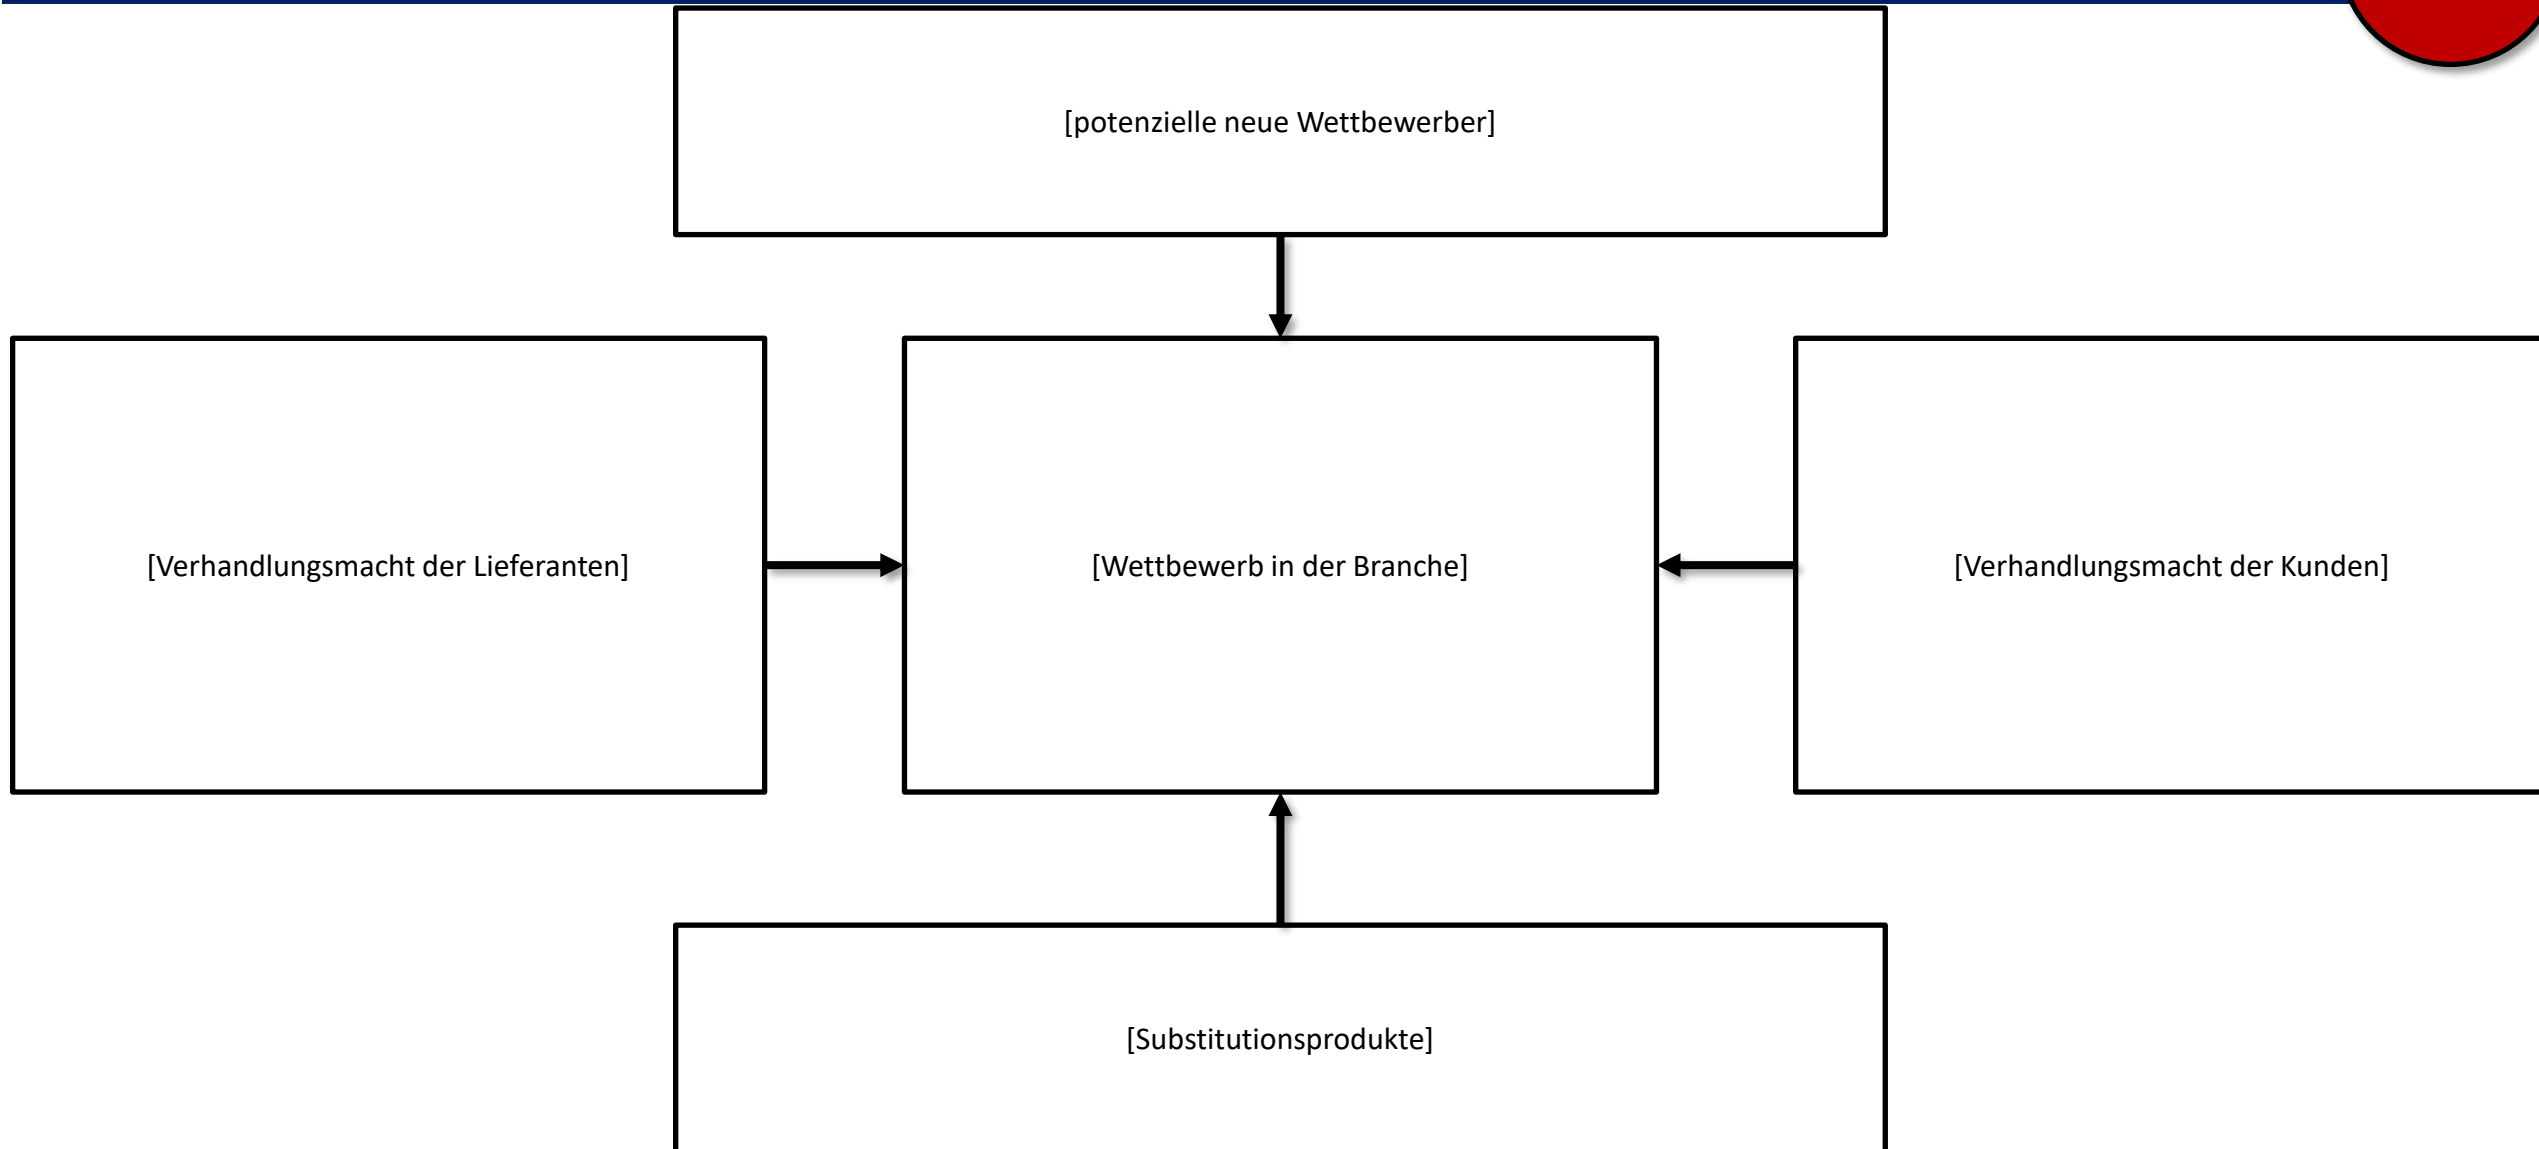 [potenzielle neue Wettbewerber]
[Verhandlungsmacht der Lieferanten]
[Wettbewerb in der Branche]
[Verhandlungsmacht der Kunden]
[Substitutionsprodukte]